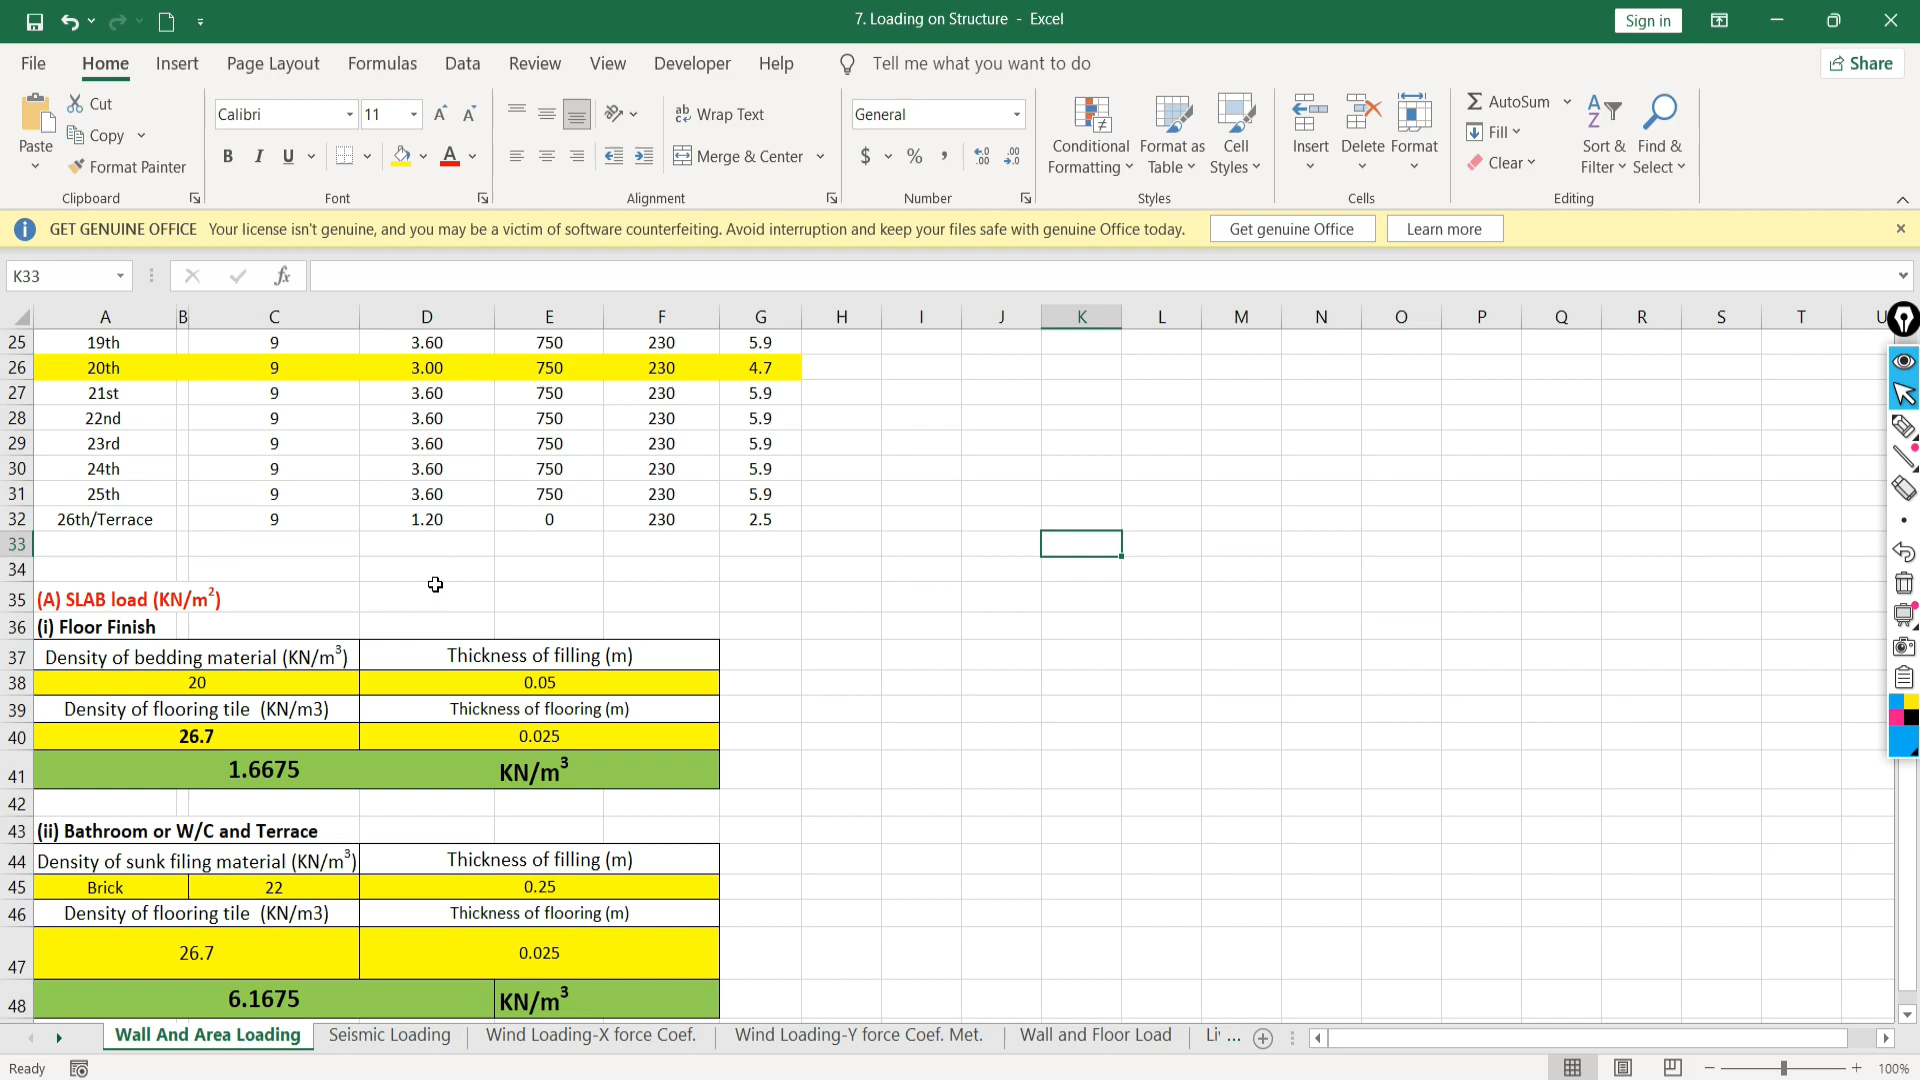 7. Loading on Structure - Excel
Sign in
File Home Insert Page Layout Formulas Data Review View Developer Help Tell me what you want to do Share
Paste
Cut
Copy
Format Painter
Clipboard
Calibri 11
B I U
Font
Wrap Text
Merge & Center
Alignment
General
$ % ,
Number
Conditional Formatting
Format as Table
Cell Styles
Styles
Insert Delete Format
Cells
AutoSum
Fill
Clear
Sort & Filter
Find & Select
Editing
GET GENUINE OFFICE Your license isn't genuine, and you may be a victim of software counterfeiting. Avoid interruption and keep your files safe with genuine Office today. Get genuine Office Learn more
K33 fx
A B C D E F G H I J K L M N O P Q R S T U
25 19th 9 3.60 750 230 5.9
26 20th 9 3.00 750 230 4.7
27 21st 9 3.60 750 230 5.9
28 22nd 9 3.60 750 230 5.9
29 23rd 9 3.60 750 230 5.9
30 24th 9 3.60 750 230 5.9
31 25th 9 3.60 750 230 5.9
32 26th/Terrace 9 1.20 0 230 2.5
33
34
35 (A) SLAB load (KN/m²)
36 (i) Floor Finish
37 Density of bedding material (KN/m³) Thickness of filling (m)
38 20 0.05
39 Density of flooring tile (KN/m3) Thickness of flooring (m)
40 26.7 0.025
41 1.6675 KN/m³
42
43 (ii) Bathroom or W/C and Terrace
44 Density of sunk filing material (KN/m³) Thickness of filling (m)
45 Brick 22 0.25
46 Density of flooring tile (KN/m3) Thickness of flooring (m)
47 26.7 0.025
48 6.1675 KN/m³
Wall And Area Loading Seismic Loading Wind Loading-X force Coef. Wind Loading-Y force Coef. Met. Wall and Floor Load Li ...
Ready 100%